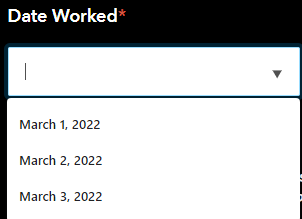 Date Worked*
March 1, 2022
March 2, 2022
March 3, 2022